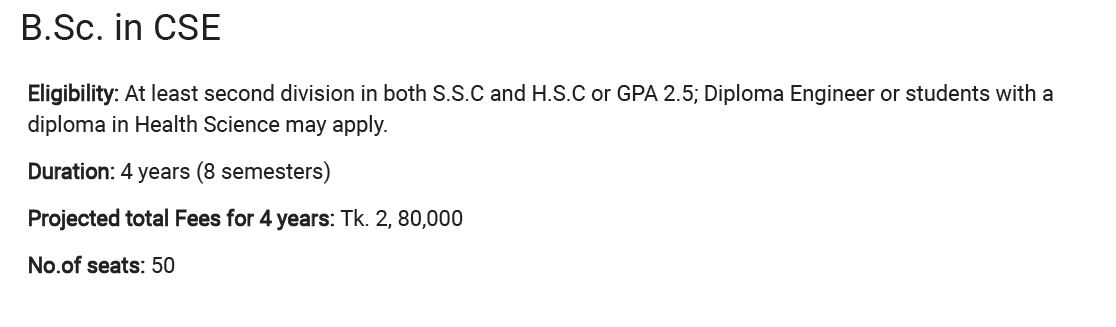 B.Sc. in CSE
Eligibility: At least second division in both S.S.C and H.S.C or GPA 2.5; Diploma Engineer or students with a
diploma in Health Science may apply.
Duration: 4 years (8 semesters)
Projected total Fees for 4 years: Tk. 2, 80,000
No.of seats: 50